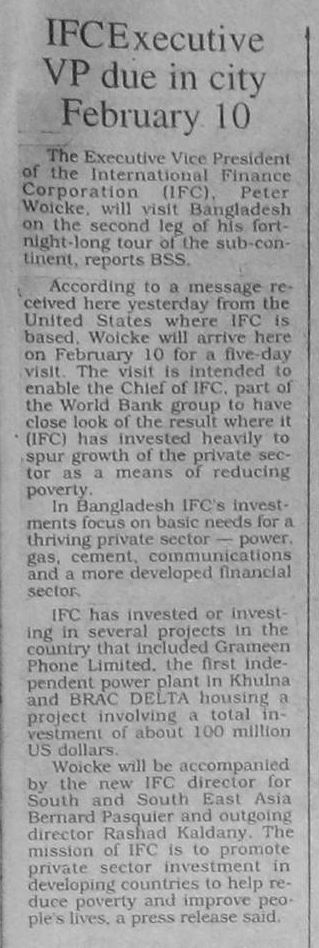 IFC Executive
VP due in city
February 10
The Executive Vice President
of the International Finance
Corporation (IFC), Peter
Woicke, will visit Bangladesh
on the second leg of his fort-
night-long tour of the sub-con-
tinent, reports BSS.
According to a message re-
ceived here yesterday from the
United States where IFC is
based, Woicke will arrive here
on February 10 for a five-day
visit. The visit is intended to
enable the Chief of IFC, part of
the World Bank group to have
close look of the result where it
(IFC) has invested heavily to
spur growth of the private sec-
tor as a means of reducing
poverty.
In Bangladesh IFC's invest-
ments focus on basic needs for a
thriving private sector — power,
gas, cement, communications
and a more developed financial
sector.
IFC has invested or invest-
ing in several projects in the
country that included Grameen
Phone Limited, the first inde-
pendent power plant in Khulna
and BRAC DELTA housing a
project involving a total in-
vestment of about 100 million
US dollars.
Woicke will be accompanied
by the new IFC director for
South and South East Asia
Bernard Pasquier and outgoing
director Rashad Kaldany. The
mission of IFC is to promote
private sector investment in
developing countries to help re-
duce poverty and improve peo-
ple's lives, a press release said.